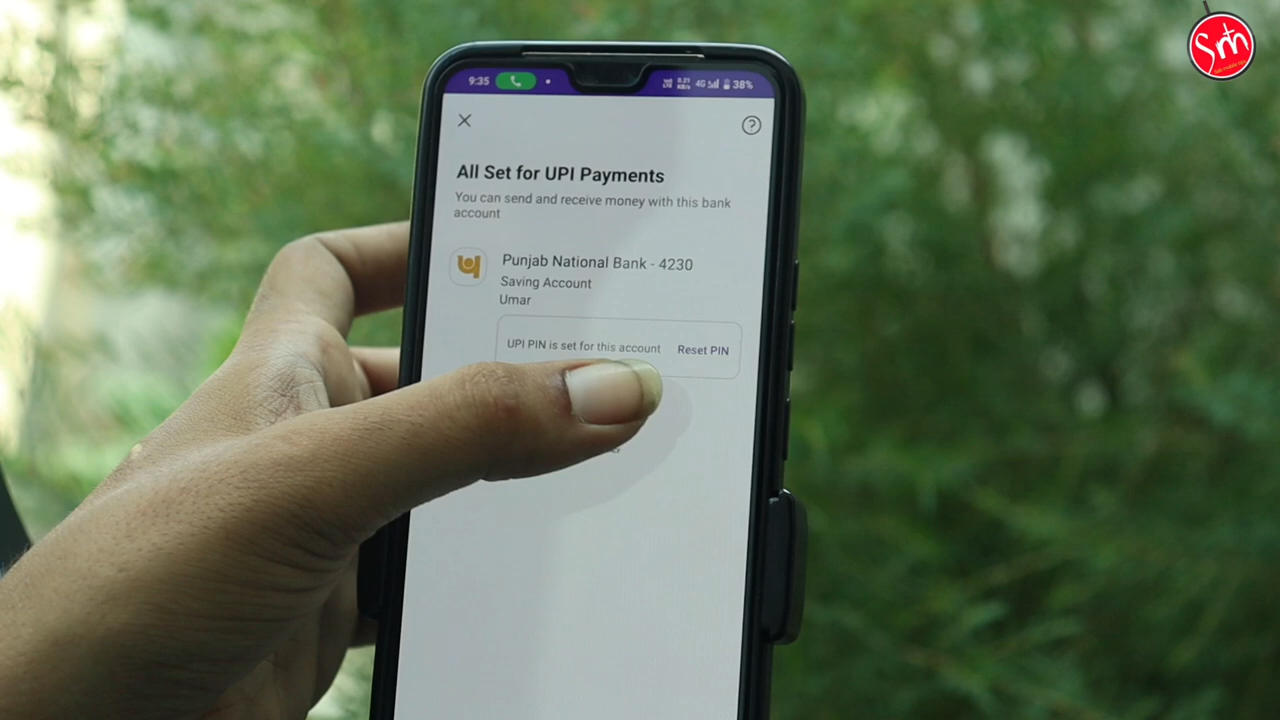 9:35
4G
38%
All Set for UPI Payments
You can send and receive money with this bank
account
Punjab National Bank - 4230
Saving Account
Umar
UPI PIN is set for this account
Reset PIN